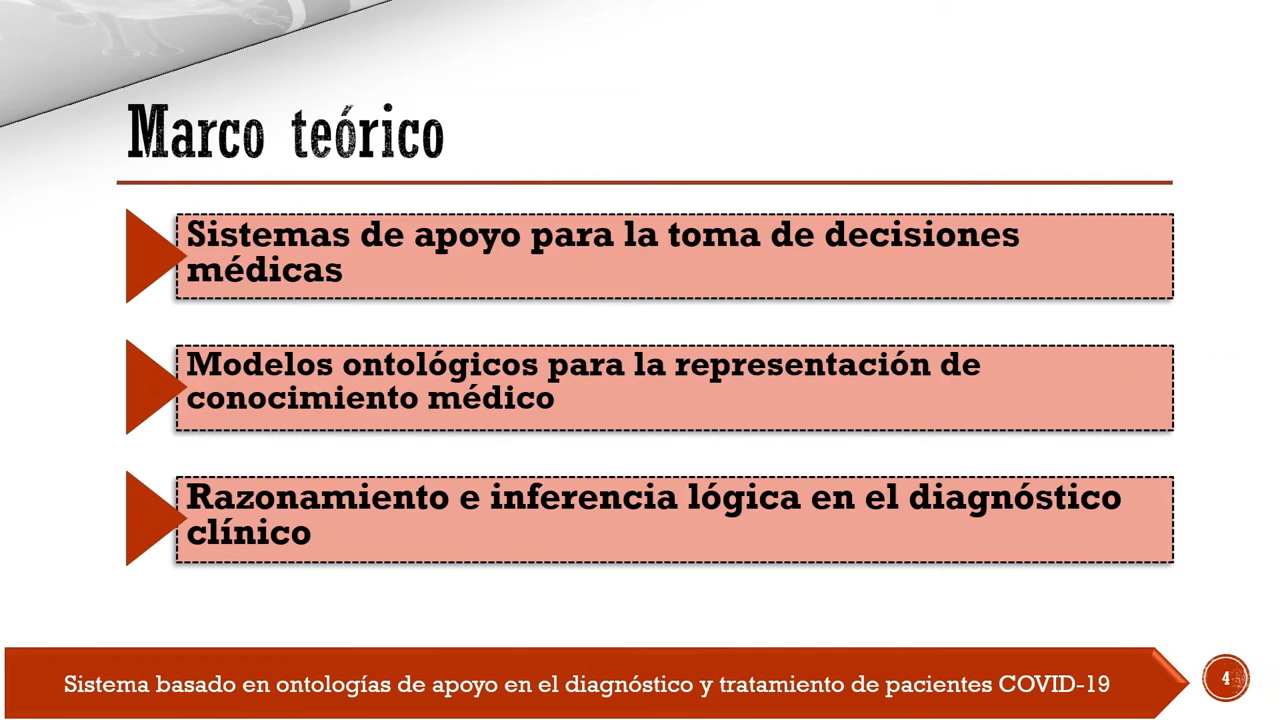 Marco teórico
Sistemas de apoyo para la toma de decisiones
médicas
Modelos ontológicos para la representación de
conocimiento médico
Razonamiento e inferencia lógica en el diagnóstico
clínico
Sistema basado en ontologías de apoyo en el diagnóstico y tratamiento de pacientes COVID-19
4